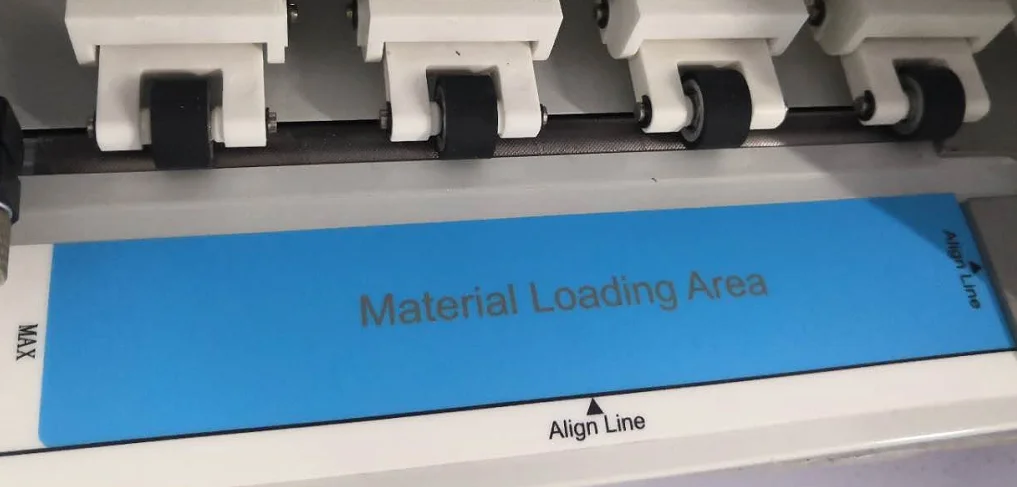 Material Loading Area
Align Line
MAX
Align Line